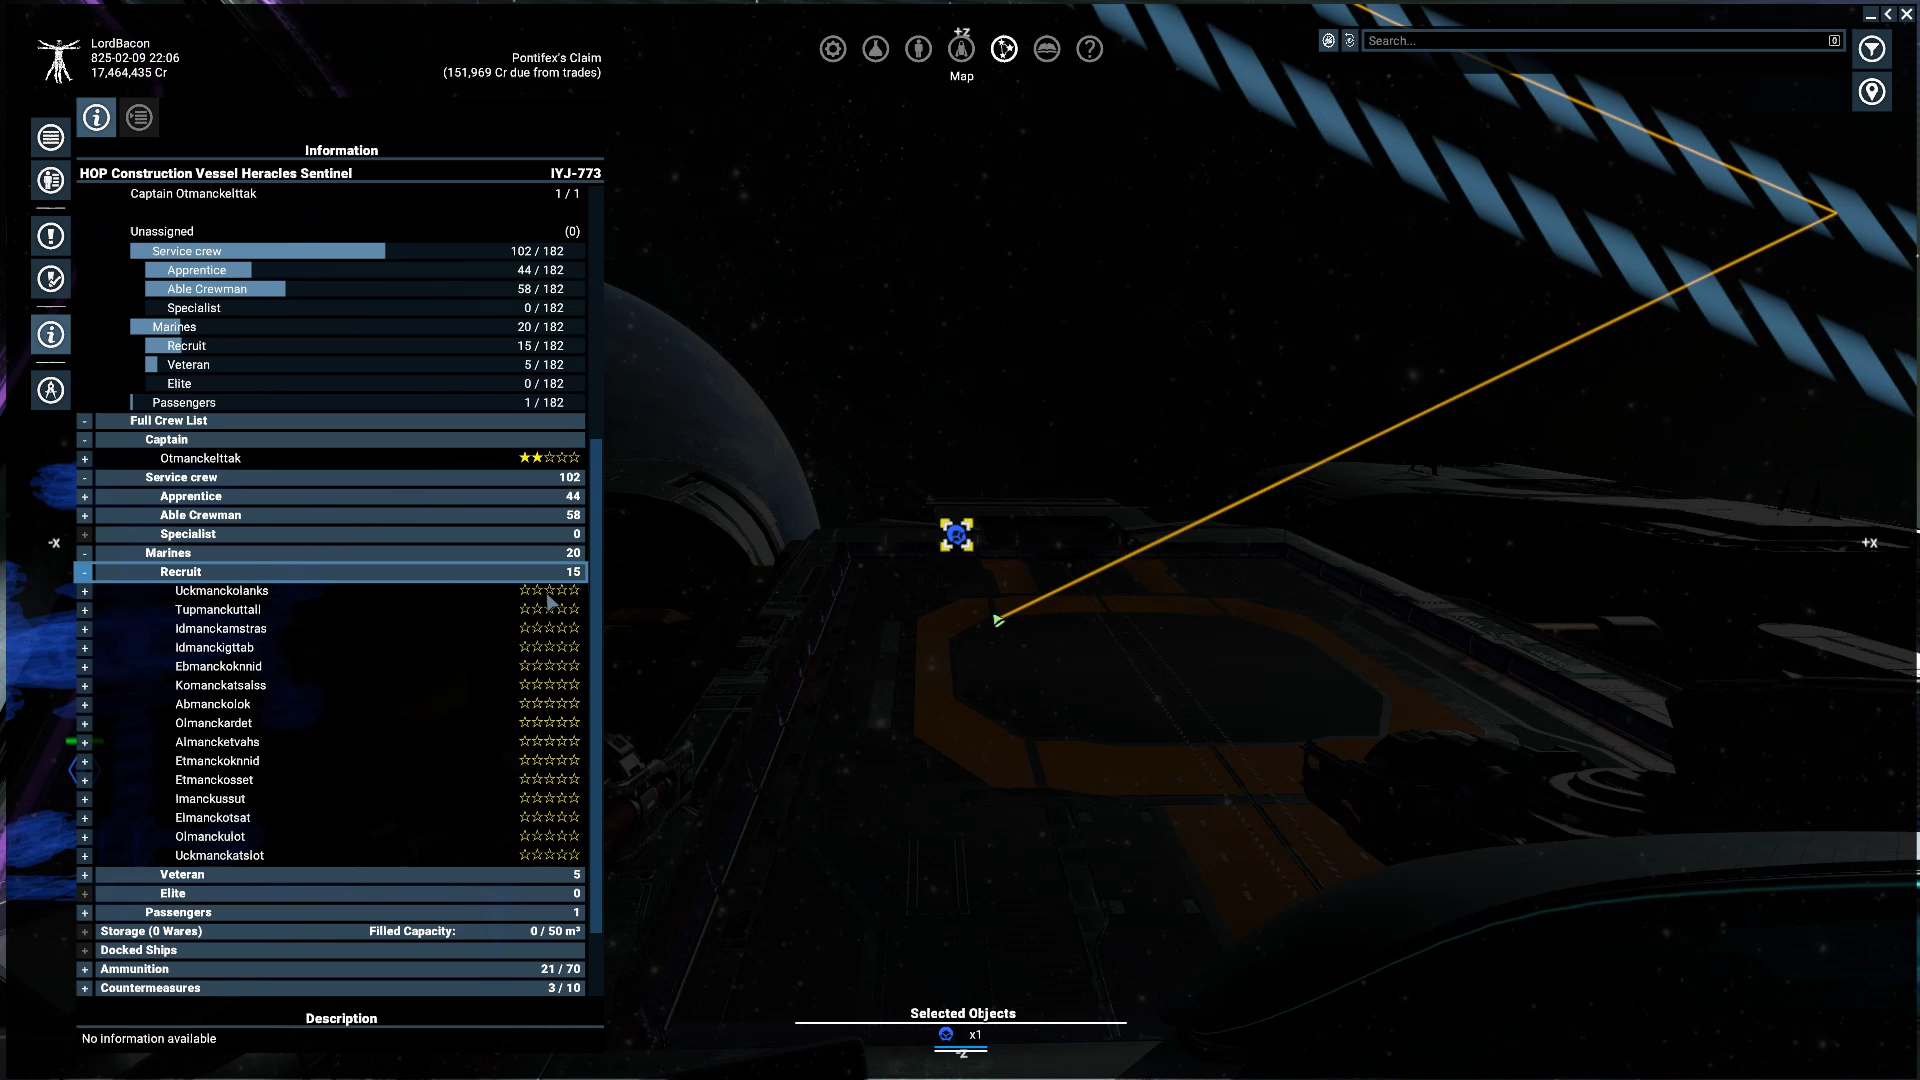 LordBacon
825-02-09 22:06
17,464,435 Cr
Pontifex's Claim
(151,969 Cr due from trades)
+Z
Map
Search...
0
Information
HOP Construction Vessel Heracles Sentinel IYJ-773
Captain Otmanckelttak 1 / 1
Unassigned (0)
Service crew 102 / 182
Apprentice 44 / 182
Able Crewman 58 / 182
Specialist 0 / 182
Marines 20 / 182
Recruit 15 / 182
Veteran 5 / 182
Elite 0 / 182
Passengers 1 / 182
- Full Crew List
- Captain
+ Otmanckelttak
- Service crew 102
+ Apprentice 44
+ Able Crewman 58
+ Specialist 0
- Marines 20
- Recruit 15
+ Uckmanckolanks
+ Tupmanckuttall
+ Idmanckamstras
+ Idmanckigttab
+ Ebmanckoknnid
+ Komanckatsalss
+ Abmanckolok
+ Olmanckardet
+ Almancketvahs
+ Etmanckoknnid
+ Etmanckosset
+ Imanckussut
+ Elmanckotsat
+ Olmanckulot
+ Uckmanckatslot
+ Veteran 5
+ Elite 0
+ Passengers 1
+ Storage (0 Wares) Filled Capacity: 0 / 50 m³
+ Docked Ships
+ Ammunition 21 / 70
+ Countermeasures 3 / 10
Description
No information available
-X
+X
Selected Objects
x1
-Z